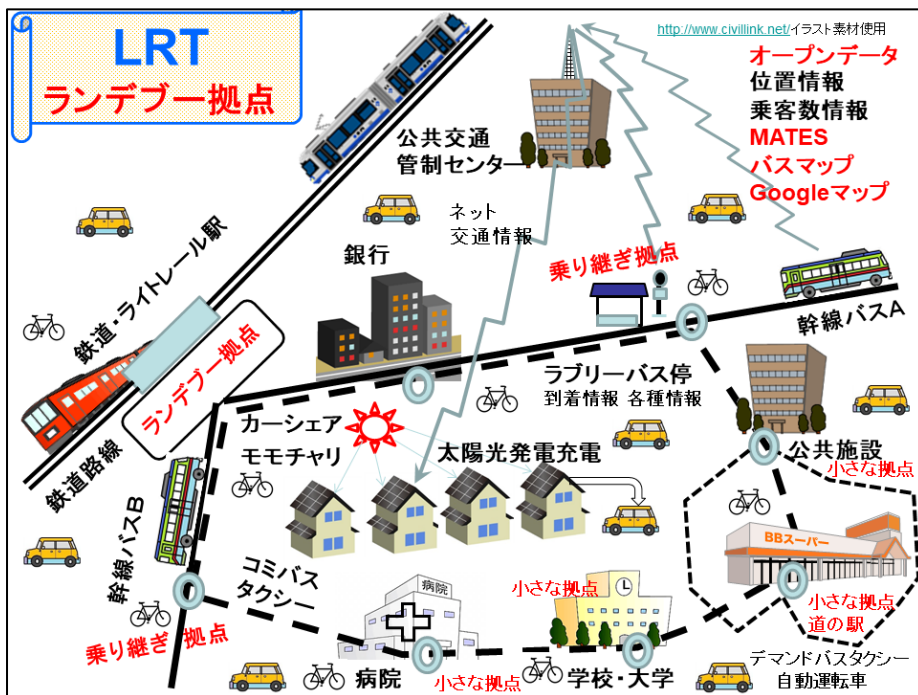 LRT
ランデブー拠点
http://www.civillink.net/イラスト素材使用
オープンデータ
位置情報
乗客数情報
MATES
バスマップ
Googleマップ
公共交通
管制センター
ネット
交通情報
鉄道・ライトレール駅
銀行
乗り継ぎ拠点
幹線バスA
ランデブー拠点
鉄道路線
ラブリーバス停
到着情報 各種情報
カーシェア
モモチャリ
太陽光発電充電
公共施設
小さな拠点
幹線バスB
BBスーパー
コミバス
タクシー
病院
小さな拠点
小さな拠点
道の駅
乗り継ぎ 拠点
病院
小さな拠点
学校・大学
デマンドバスタクシー
自動運転車